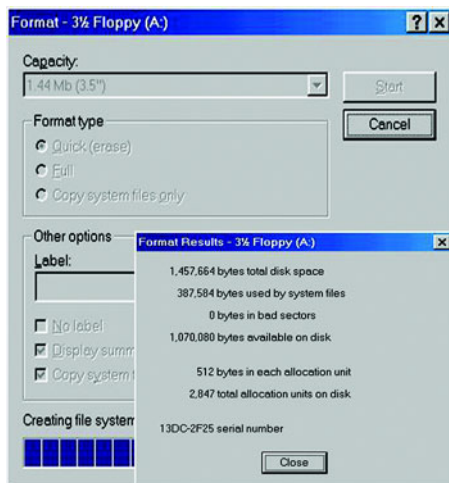 Format - 3½ Floppy (A:)
Capacity:
1.44 Mb (3.5")
Start
Cancel
Format type
Quick (erase)
Full
Copy system files only
Other options
Label:
No label
Display summ
Copy system
Creating file system
Format Results - 3½ Floppy (A:)
1,457,664 bytes total disk space
387,584 bytes used by system files
0 bytes in bad sectors
1,070,080 bytes available on disk
512 bytes in each allocation unit
2,847 total allocation units on disk
13DC-2F25 serial number
Close